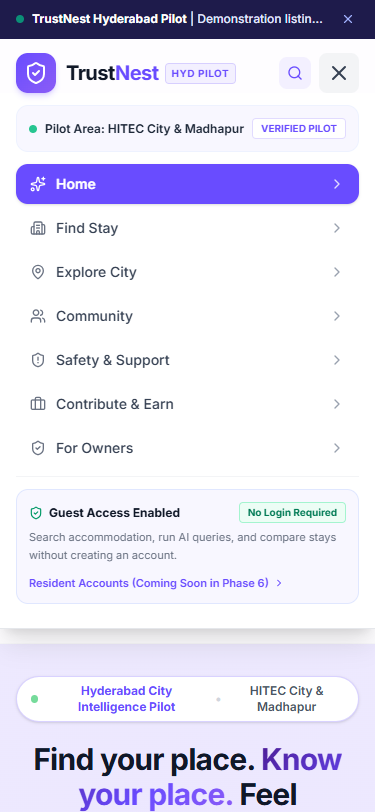 TrustNest Hyderabad Pilot | Demonstration listin...
TrustNest HYD PILOT
Pilot Area: HITEC City & Madhapur VERIFIED PILOT
Home
Find Stay
Explore City
Community
Safety & Support
Contribute & Earn
For Owners
Guest Access Enabled No Login Required
Search accommodation, run AI queries, and compare stays
without creating an account.
Resident Accounts (Coming Soon in Phase 6)
Hyderabad City
Intelligence Pilot
HITEC City &
Madhapur
Find your place. Know
your place. Feel